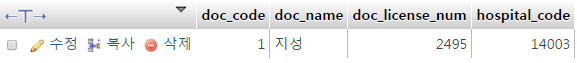 ←T→ doc_code doc_name doc_license_num hospital_code
수정 복사 삭제 1 지성 2495 14003